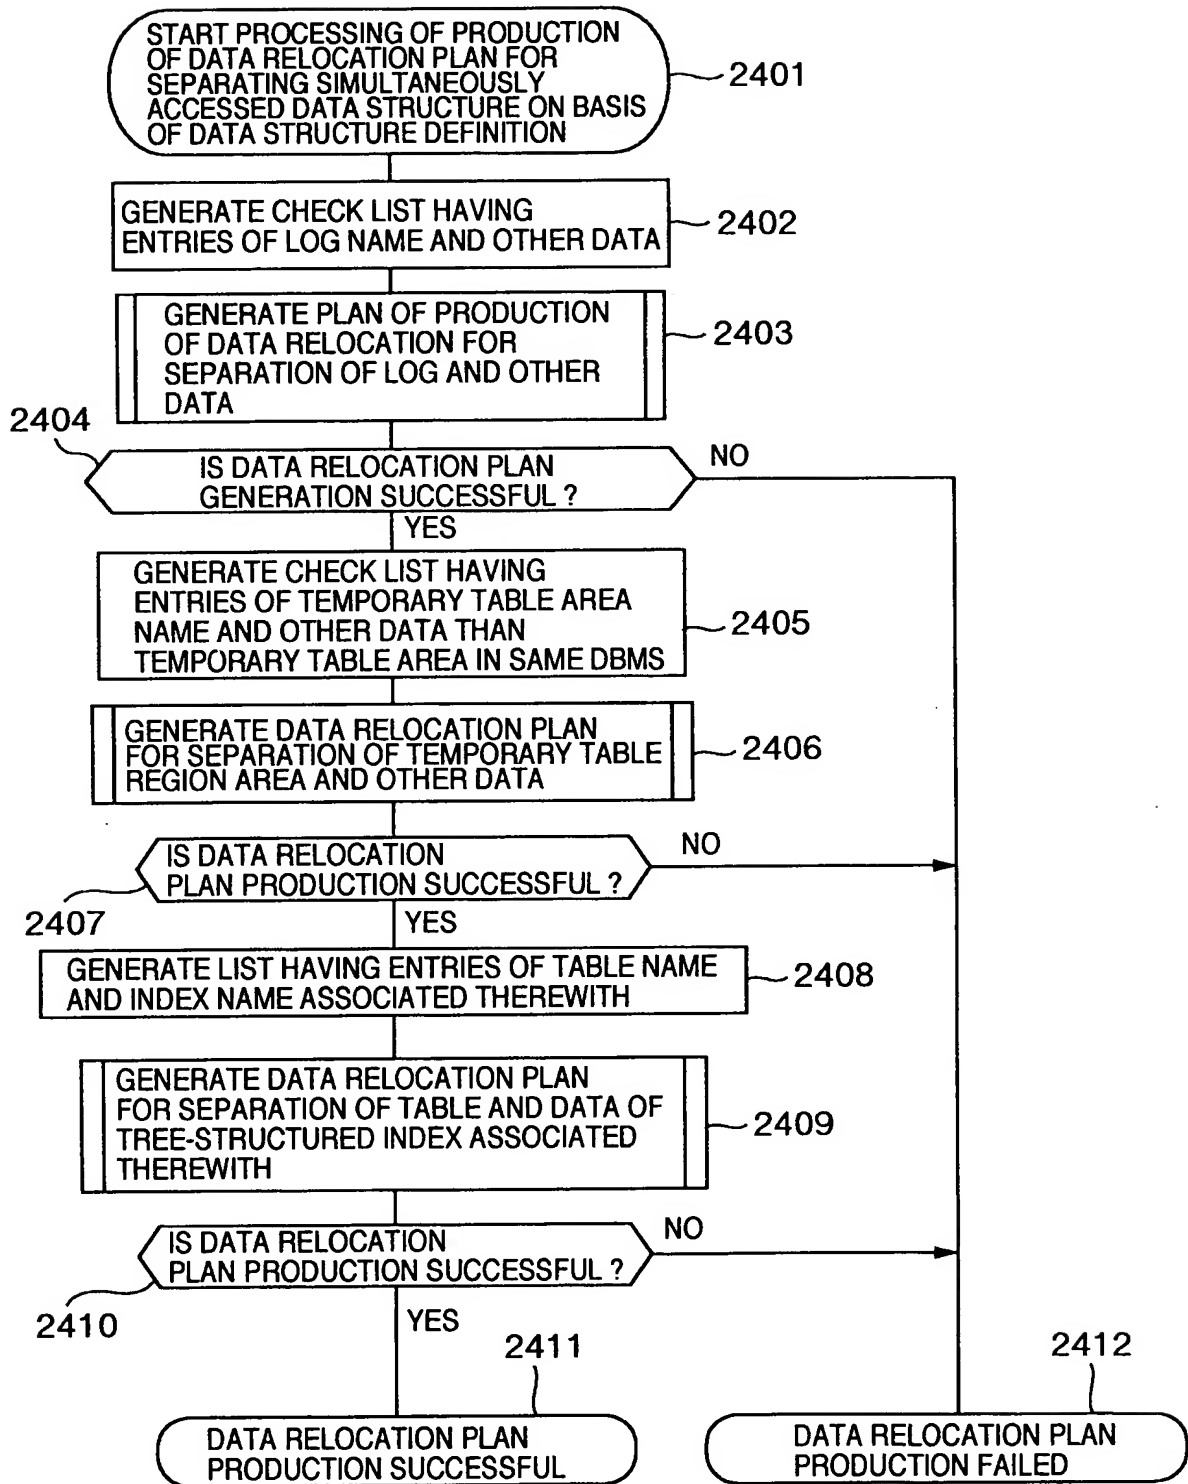 START PROCESSING OF PRODUCTION
OF DATA RELOCATION PLAN FOR
SEPARATING SIMULTANEOUSLY
ACCESSED DATA STRUCTURE ON BASIS
OF DATA STRUCTURE DEFINITION
2401
GENERATE CHECK LIST HAVING
ENTRIES OF LOG NAME AND OTHER DATA
2402
GENERATE PLAN OF PRODUCTION
OF DATA RELOCATION FOR
SEPARATION OF LOG AND OTHER
DATA
2403
2404
IS DATA RELOCATION PLAN
GENERATION SUCCESSFUL ?
NO
YES
GENERATE CHECK LIST HAVING
ENTRIES OF TEMPORARY TABLE AREA
NAME AND OTHER DATA THAN
TEMPORARY TABLE AREA IN SAME DBMS
2405
GENERATE DATA RELOCATION PLAN
FOR SEPARATION OF TEMPORARY TABLE
REGION AREA AND OTHER DATA
2406
IS DATA RELOCATION
PLAN PRODUCTION SUCCESSFUL ?
NO
2407
YES
GENERATE LIST HAVING ENTRIES OF TABLE NAME
AND INDEX NAME ASSOCIATED THEREWITH
2408
GENERATE DATA RELOCATION PLAN
FOR SEPARATION OF TABLE AND DATA OF
TREE-STRUCTURED INDEX ASSOCIATED
THEREWITH
2409
IS DATA RELOCATION
PLAN PRODUCTION SUCCESSFUL ?
NO
2410
YES
2411
DATA RELOCATION PLAN
PRODUCTION SUCCESSFUL
2412
DATA RELOCATION PLAN
PRODUCTION FAILED